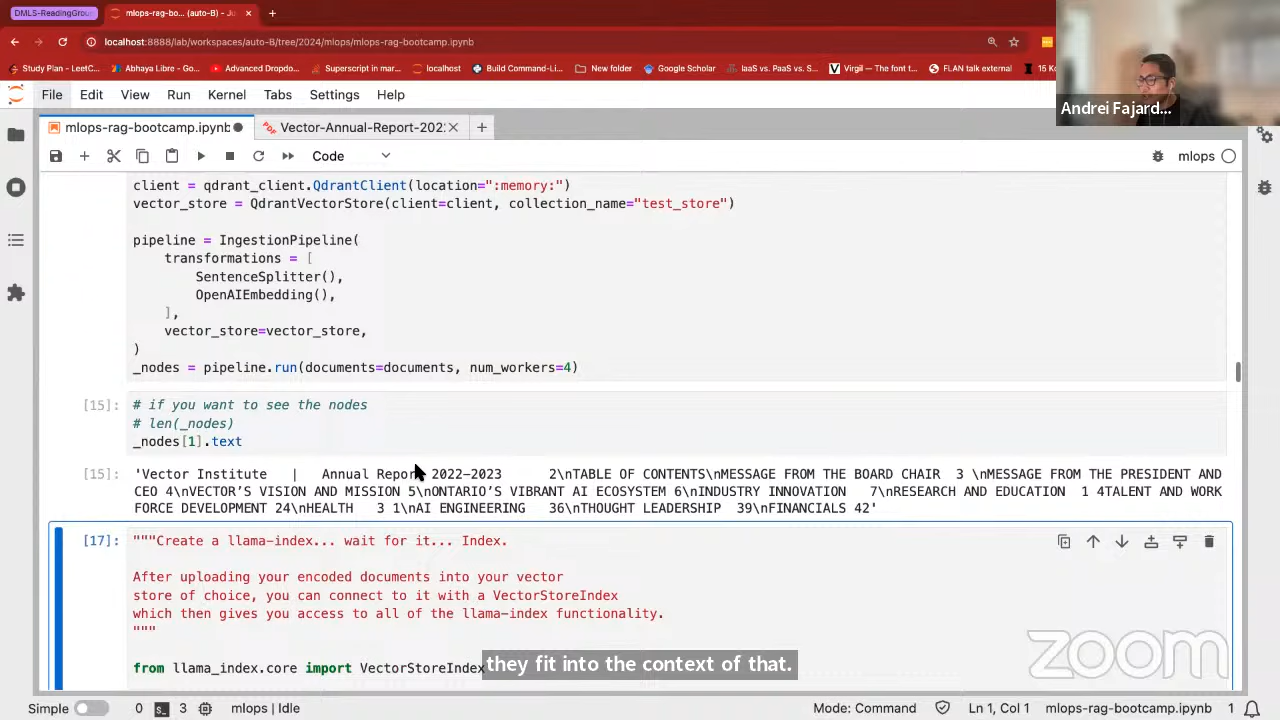 DMLS-ReadingGrou
mlops-rag-bo... (auto-B) - Ju
localhost:8888/lab/workspaces/auto-B/tree/2024/mlops/mlops-rag-bootcamp.ipynb
Study Plan - LeetC...
Abhaya Libre - Go...
Advanced Dropdo...
Superscript in mar...
localhost
Build Command-Li...
New folder
Google Scholar
IaaS vs. PaaS vs. S...
Virgil — The font t...
FLAN talk external
15 Ko
Andrei Fajard...
File Edit View Run Kernel Tabs Settings Help
mlops-rag-bootcamp.ipynb
Vector-Annual-Report-202
Code
mlops
client = qdrant_client.QdrantClient(location=":memory:")
vector_store = QdrantVectorStore(client=client, collection_name="test_store")
pipeline = IngestionPipeline(
transformations = [
SentenceSplitter(),
OpenAIEmbedding(),
],
vector_store=vector_store,
)
_nodes = pipeline.run(documents=documents, num_workers=4)
[15]: # if you want to see the nodes
# len(_nodes)
_nodes[1].text
[15]: 'Vector Institute | Annual Report 2022-2023 2\nTABLE OF CONTENTS\nMESSAGE FROM THE BOARD CHAIR 3 \nMESSAGE FROM THE PRESIDENT AND
CEO 4\nVECTOR'S VISION AND MISSION 5\nONTARIO'S VIBRANT AI ECOSYSTEM 6\nINDUSTRY INNOVATION 7\nRESEARCH AND EDUCATION 1 4TALENT AND WORK
FORCE DEVELOPMENT 24\nHEALTH 3 1\nAI ENGINEERING 36\nTHOUGHT LEADERSHIP 39\nFINANCIALS 42'
[17]: """Create a llama-index... wait for it... Index.
After uploading your encoded documents into your vector
store of choice, you can connect to it with a VectorStoreIndex
which then gives you access to all of the llama-index functionality.
"""
from llama_index.core import VectorStoreIndex
they fit into the context of that.
zoom
Simple 0 3 mlops | Idle Mode: Command Ln 1, Col 1 mlops-rag-bootcamp.ipynb 1